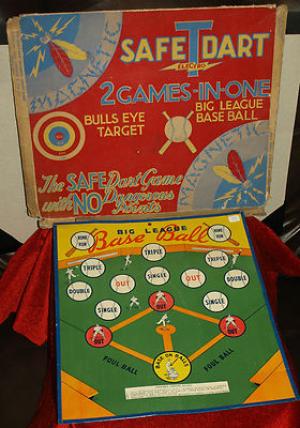 SAFE T DART
ELECTRO
MAGNETIC
2 GAMES-IN-ONE
BULLS EYE
TARGET
BIG LEAGUE
BASE BALL
MAGNETIC
The SAFE Dart Game
with NO Dangerous
Points
BIG LEAGUE
Base Ball
HOME RUN
HOME RUN
TRIPLE
TRIPLE
TRIPLE
DOUBLE
SINGLE
OUT
SINGLE
DOUBLE
OUT
SINGLE
OUT
SINGLE
OUT
OUT
FOUL BALL
BASE ON BALLS
FOUL BALL